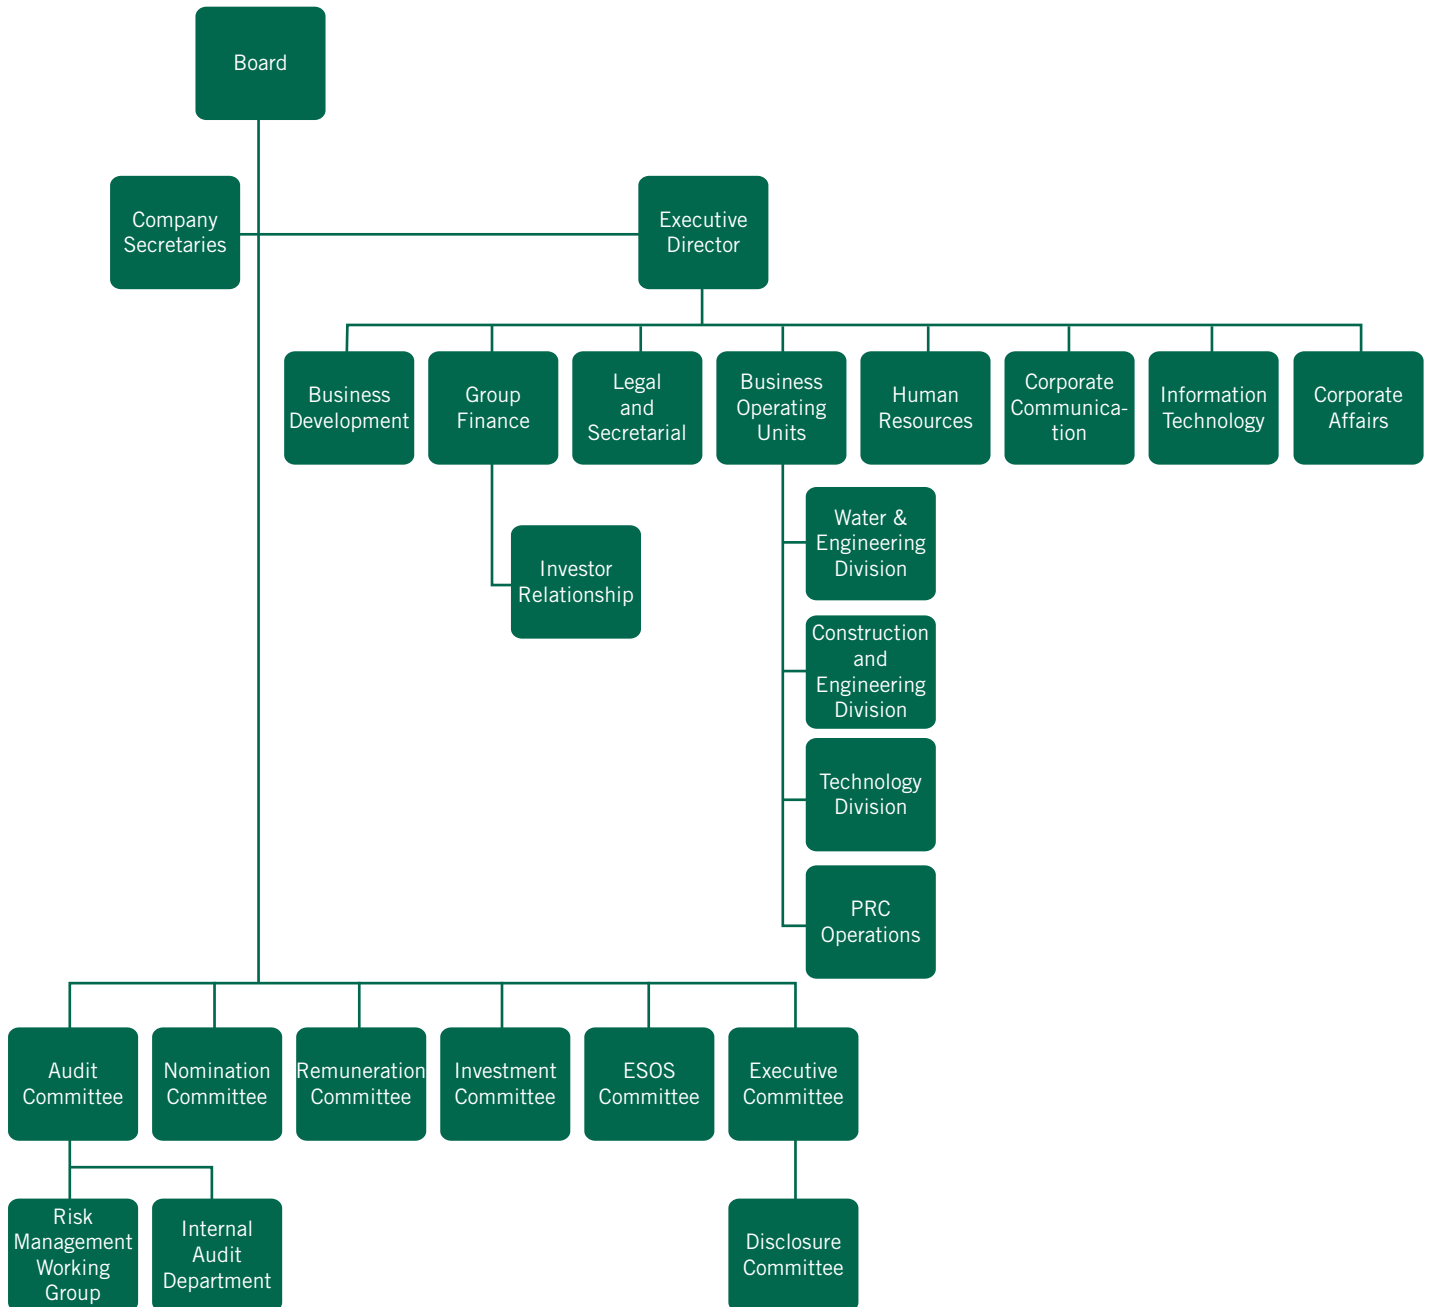 Board
Company
Secretaries
Executive
Director
Business
Development
Group
Finance
Legal
and
Secretarial
Business
Operating
Units
Human
Resources
Corporate
Communica-
tion
Information
Technology
Corporate
Affairs
Investor
Relationship
Water &
Engineering
Division
Construction
and
Engineering
Division
Technology
Division
PRC
Operations
Audit
Committee
Nomination
Committee
Remuneration
Committee
Investment
Committee
ESOS
Committee
Executive
Committee
Risk
Management
Working
Group
Internal
Audit
Department
Disclosure
Committee